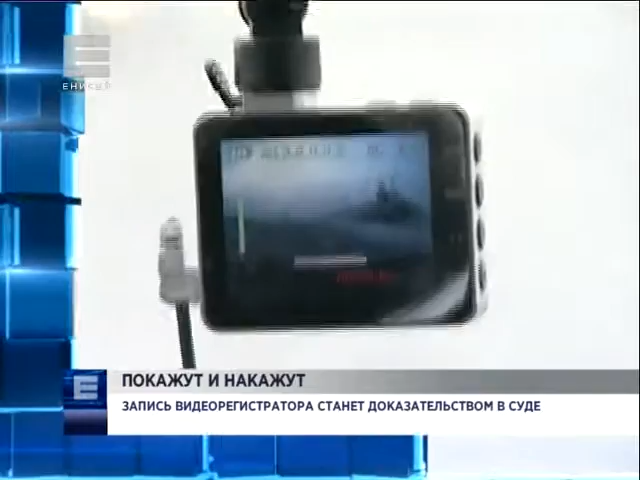 ЕНИСЕЙ
ПОКАЖУТ И НАКАЖУТ
ЗАПИСЬ ВИДЕОРЕГИСТРАТОРА СТАНЕТ ДОКАЗАТЕЛЬСТВОМ В СУДЕ